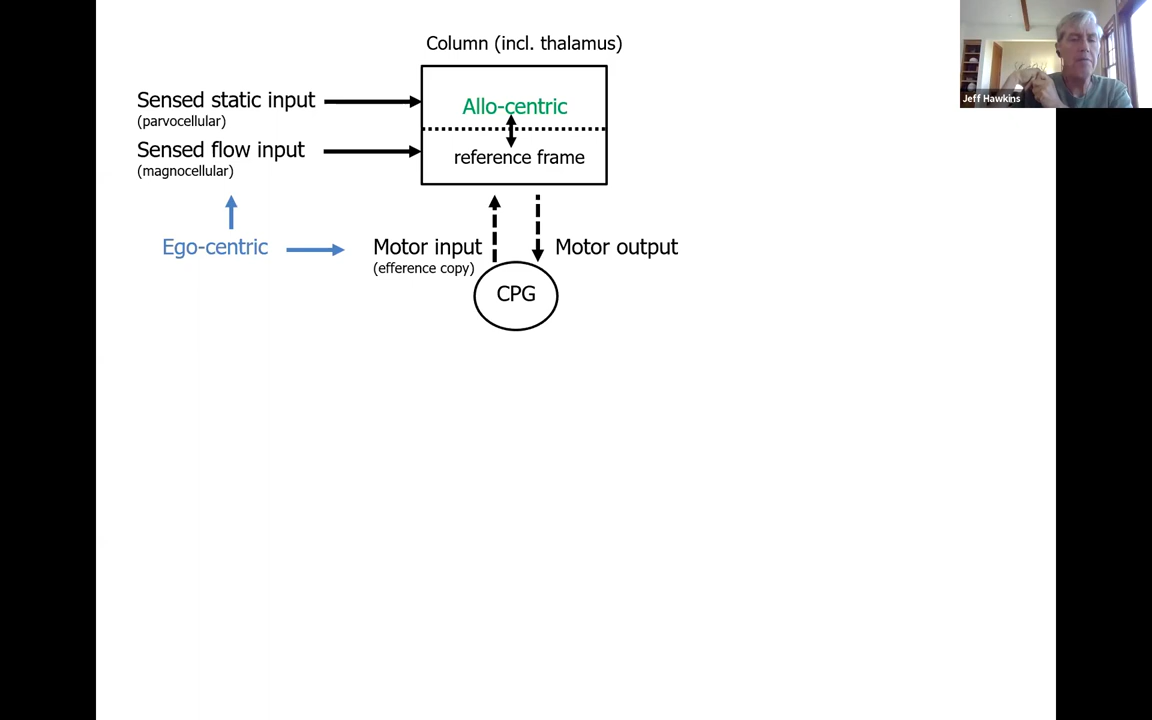 Column (incl. thalamus)
Sensed static input
(parvocellular)
Allo-centric
Sensed flow input
(magnocellular)
reference frame
Ego-centric
Motor input
(efference copy)
Motor output
CPG
Jeff Hawkins